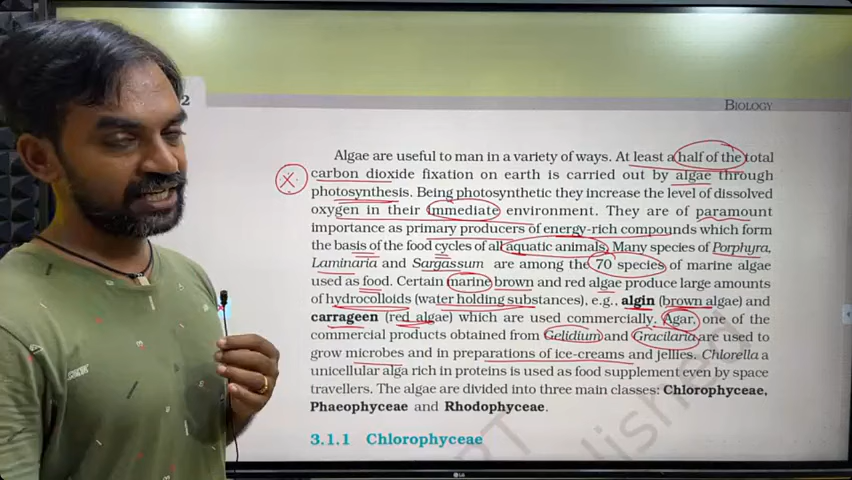 2
BIOLOGY
Algae are useful to man in a variety of ways. At least a half of the total
carbon dioxide fixation on earth is carried out by algae through
photosynthesis. Being photosynthetic they increase the level of dissolved
oxygen in their immediate environment. They are of paramount
importance as primary producers of energy-rich compounds which form
the basis of the food cycles of all aquatic animals. Many species of Porphyra,
Laminaria and Sargassum are among the 70 species of marine algae
used as food. Certain marine brown and red algae produce large amounts
of hydrocolloids (water holding substances), e.g., algin (brown algae) and
carrageen (red algae) which are used commercially. Agar, one of the
commercial products obtained from Gelidium and Gracilaria are used to
grow microbes and in preparations of ice-creams and jellies. Chlorella a
unicellular alga rich in proteins is used as food supplement even by space
travellers. The algae are divided into three main classes: Chlorophyceae,
Phaeophyceae and Rhodophyceae.
3.1.1 Chlorophyceae
LG